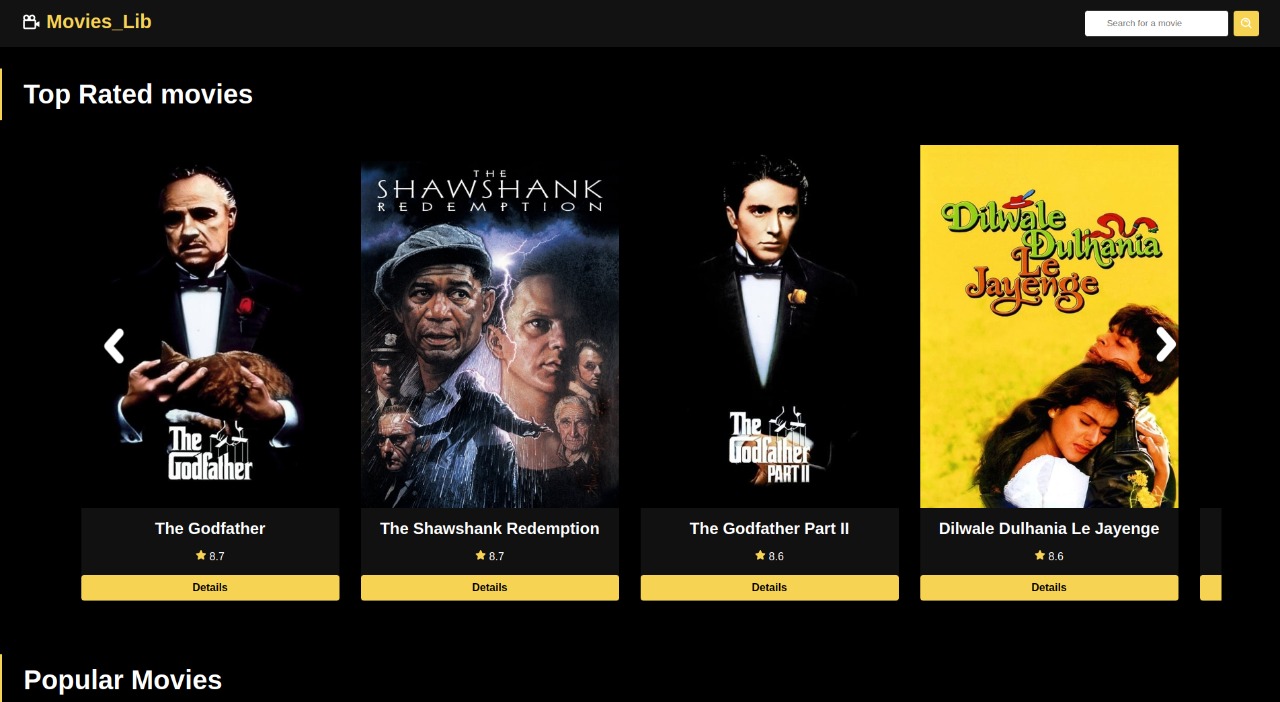 Movies_Lib
Search for a movie
Top Rated movies
The
Godfather
THE
SHAWSHANK
REDEMPTION
The
Godfather
PART II
Dilwale
Dulhania
Le
Jayenge
The Godfather
The Shawshank Redemption
The Godfather Part II
Dilwale Dulhania Le Jayenge
8.7
8.7
8.6
8.6
Details
Details
Details
Details
Popular Movies